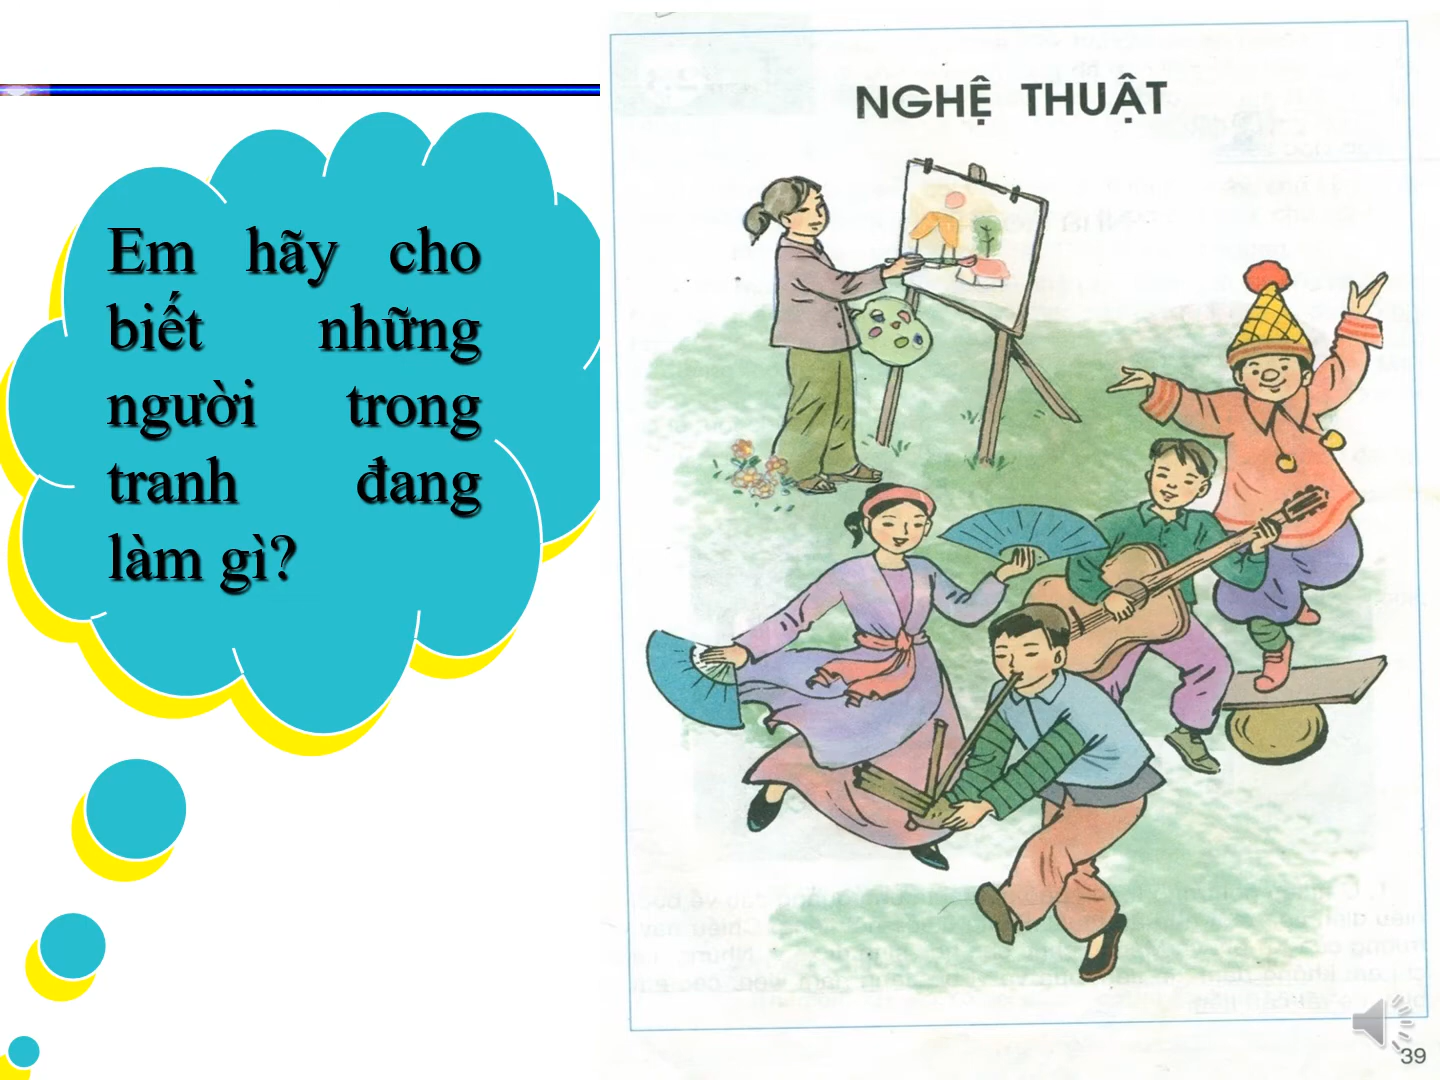 Em hãy cho
biết những
người trong
tranh đang
làm gì?
NGHỆ THUẬT
39